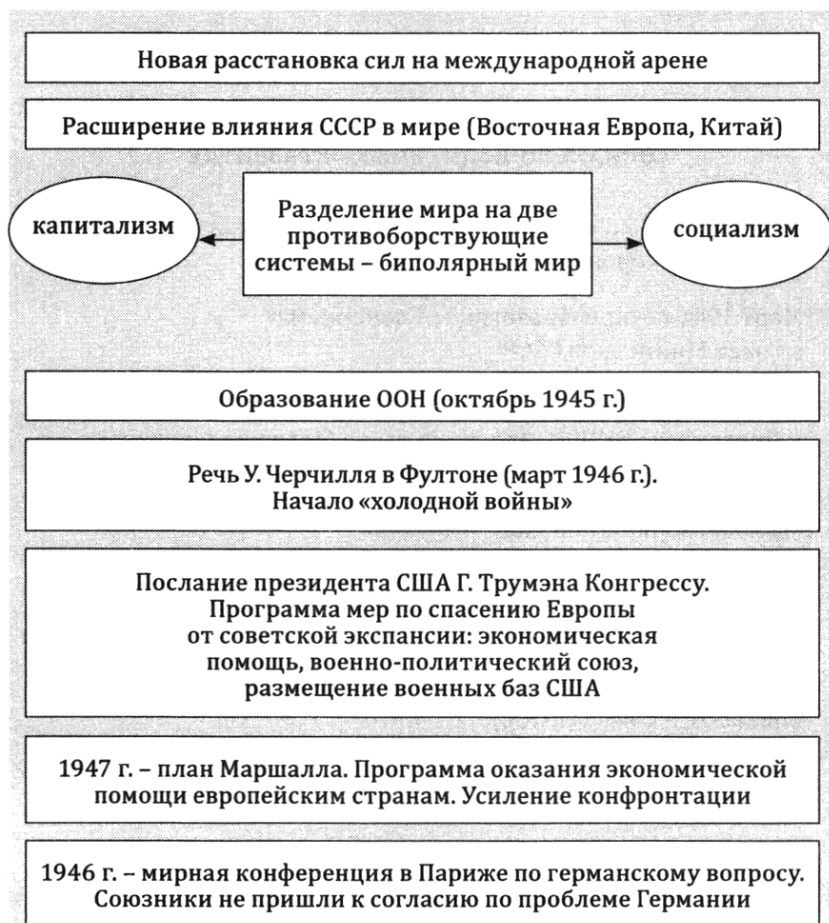 Новая расстановка сил на международной арене
Расширение влияния СССР в мире (Восточная Европа, Китай)
капитализм
Разделение мира на две
противоборствующие
системы – биполярный мир
социализм
Образование ООН (октябрь 1945 г.)
Речь У. Черчилля в Фултоне (март 1946 г.).
Начало «холодной войны»
Послание президента США Г. Трумэна Конгрессу.
Программа мер по спасению Европы
от советской экспансии: экономическая
помощь, военно-политический союз,
размещение военных баз США
1947 г. – план Маршалла. Программа оказания экономической
помощи европейским странам. Усиление конфронтации
1946 г. – мирная конференция в Париже по германскому вопросу.
Союзники не пришли к согласию по проблеме Германии